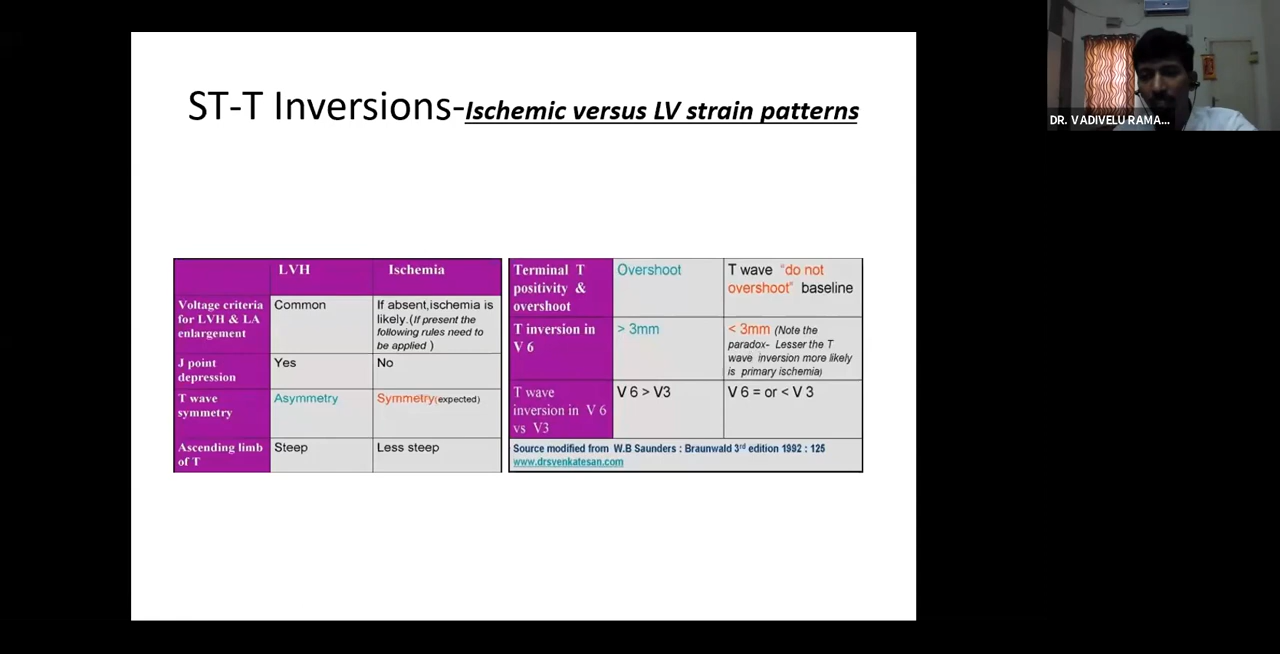 ST-T Inversions-Ischemic versus LV strain patterns
LVH
Ischemia
Voltage criteria
for LVH & LA
enlargement
Common
If absent,ischemia is
likely.(If present the
following rules need to
be applied )
J point
depression
Yes
No
T wave
symmetry
Asymmetry
Symmetry(expected)
Ascending limb
of T
Steep
Less steep
Terminal T
positivity &
overshoot
Overshoot
T wave "do not
overshoot" baseline
T inversion in
V 6
> 3mm
< 3mm (Note the
paradox- Lesser the T
wave inversion more likely
is primary ischemia)
T wave
inversion in V 6
vs V3
V 6 > V3
V 6 = or < V 3
Source modified from W.B Saunders : Braunwald 3rd edition 1992 : 125
www.drsvenkatesan.com
DR. VADIVELU RAMA...